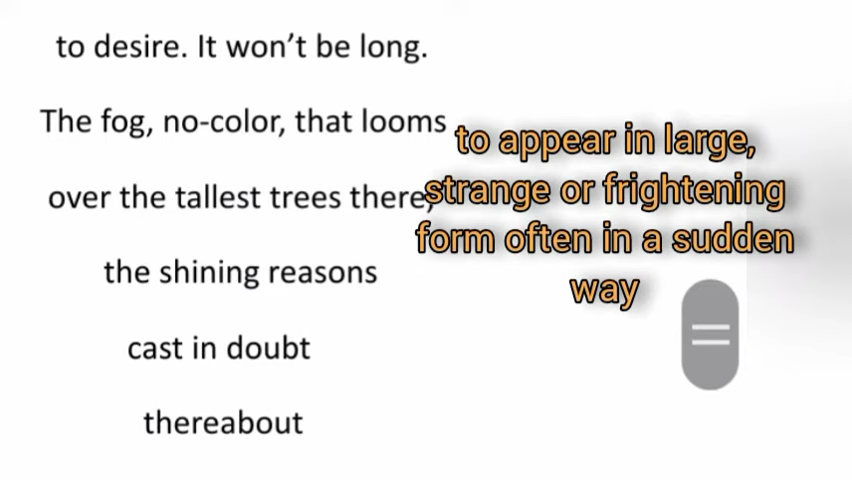 to desire. It won’t be long.
The fog, no-color, that looms
over the tallest trees there,
the shining reasons
cast in doubt
thereabout
to appear in large,
strange or frightening
form often in a sudden
way